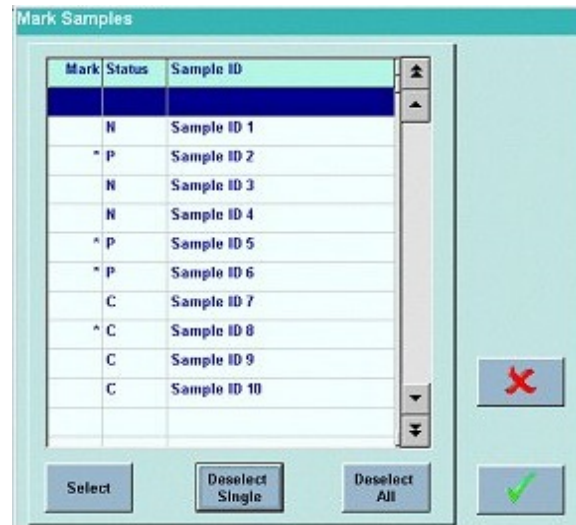 Mark Samples
Mark Status Sample ID
N Sample ID 1
* P Sample ID 2
N Sample ID 3
N Sample ID 4
* P Sample ID 5
* P Sample ID 6
C Sample ID 7
* C Sample ID 8
C Sample ID 9
C Sample ID 10
Select
Deselect
Single
Deselect
All